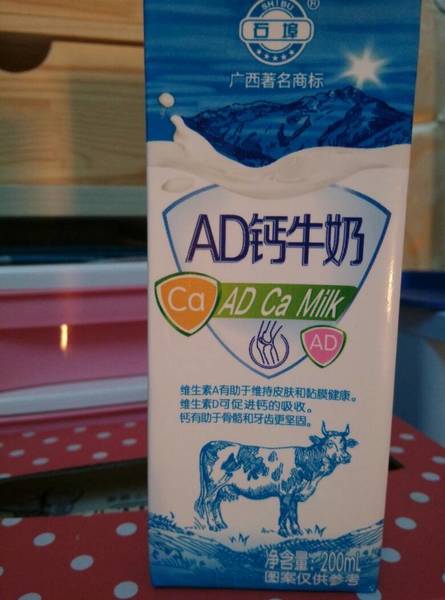 SHIBU
®
石埠
广西著名商标
AD钙牛奶
Ca
AD Ca Milk
AD
维生素A有助于维持皮肤和黏膜健康。
维生素D可促进钙的吸收。
钙有助于骨骼和牙齿更坚固。
净含量：200mL
图案仅供参考